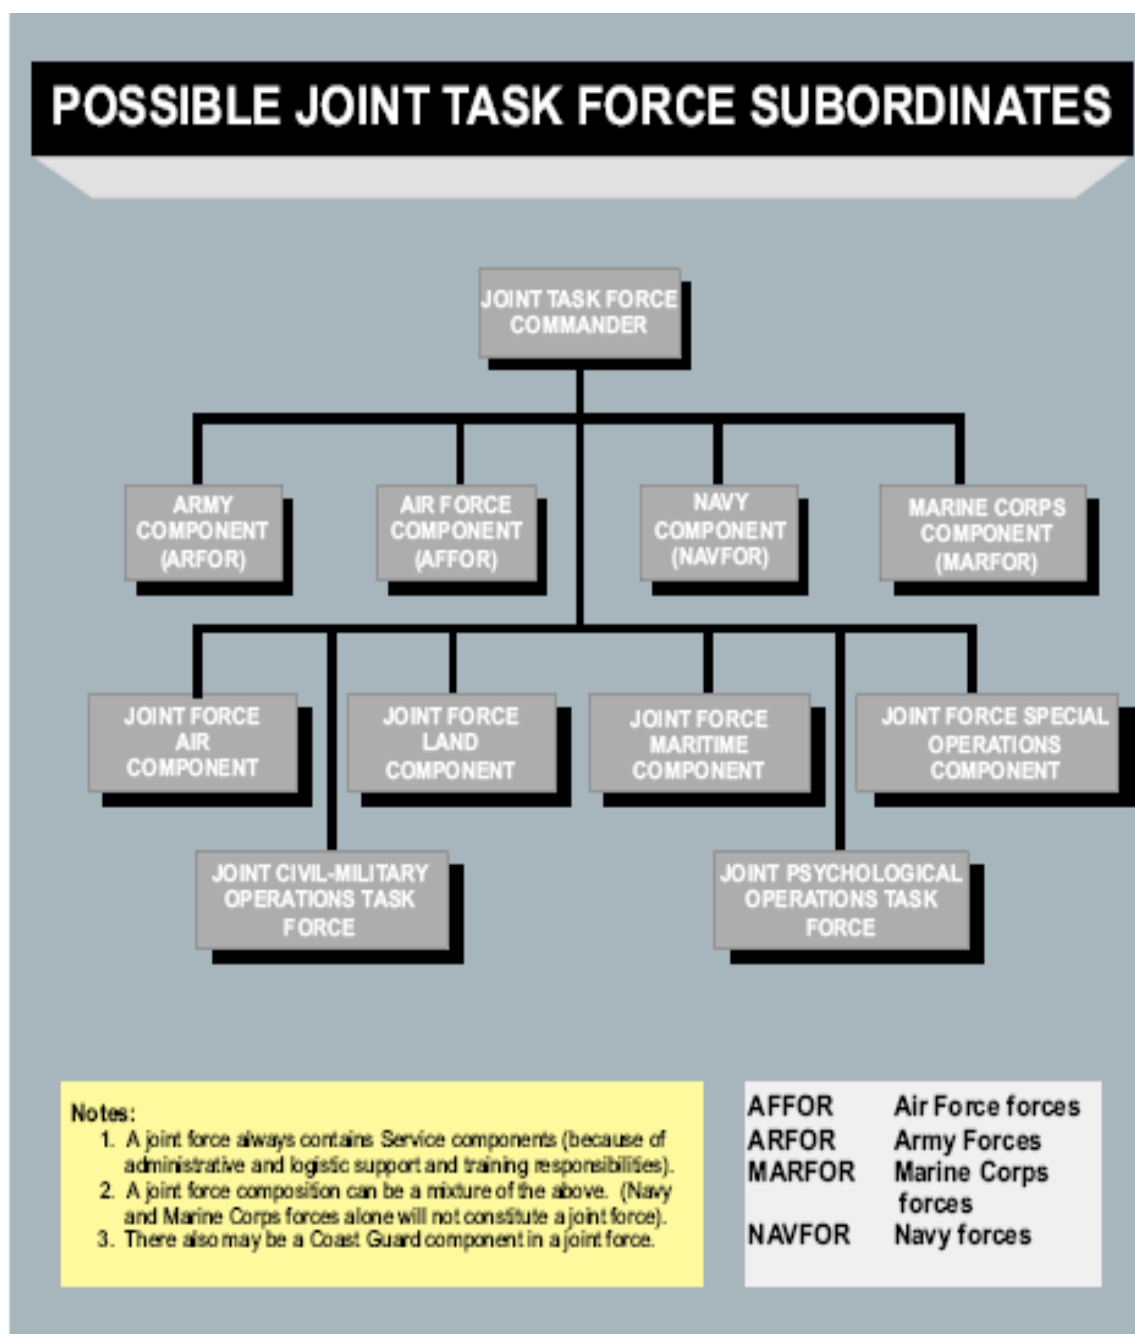 POSSIBLE JOINT TASK FORCE SUBORDINATES
JOINT TASK FORCE
COMMANDER
ARMY
COMPONENT
(ARFOR)
AIR FORCE
COMPONENT
(AFFOR)
NAVY
COMPONENT
(NAVFOR)
MARINE CORPS
COMPONENT
(MARFOR)
JOINT FORCE
AIR
COMPONENT
JOINT FORCE
LAND
COMPONENT
JOINT FORCE
MARITIME
COMPONENT
JOINT FORCE SPECIAL
OPERATIONS
COMPONENT
JOINT CIVIL-MILITARY
OPERATIONS TASK
FORCE
JOINT PSYCHOLOGICAL
OPERATIONS TASK
FORCE
Notes:
1. A joint force always contains Service components (because of
administrative and logistic support and training responsibilities).
2. A joint force composition can be a mixture of the above. (Navy
and Marine Corps forces alone will not constitute a joint force).
3. There also may be a Coast Guard component in a joint force.
AFFOR Air Force forces
ARFOR Army Forces
MARFOR Marine Corps
forces
NAVFOR Navy forces